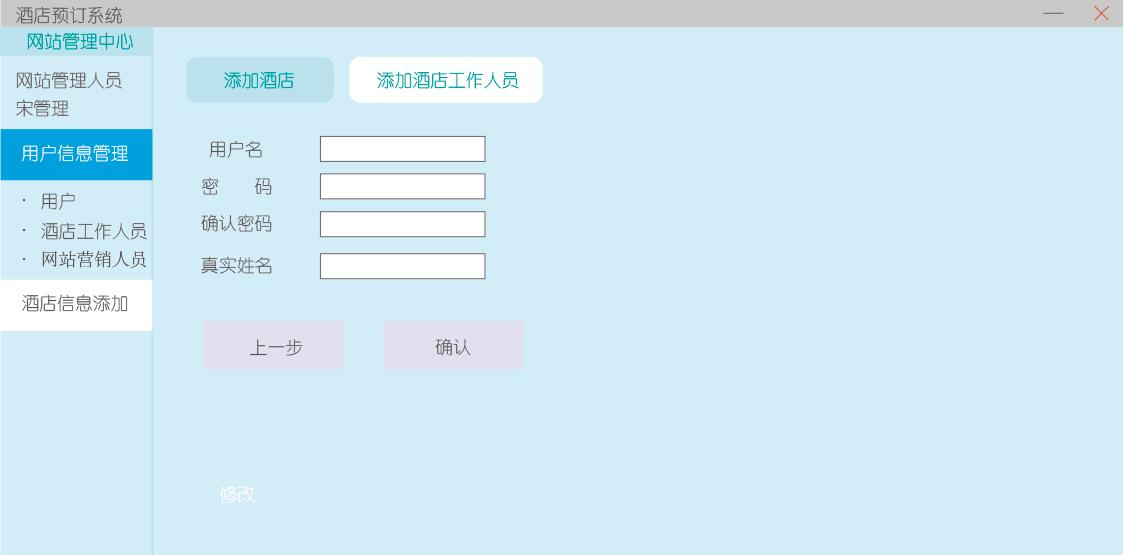 酒店预订系统
网站管理中心
网站管理人员
宋管理
用户信息管理
· 用户
· 酒店工作人员
· 网站营销人员
酒店信息添加
添加酒店
添加酒店工作人员
用户名
密 码
确认密码
真实姓名
上一步
确认
修改